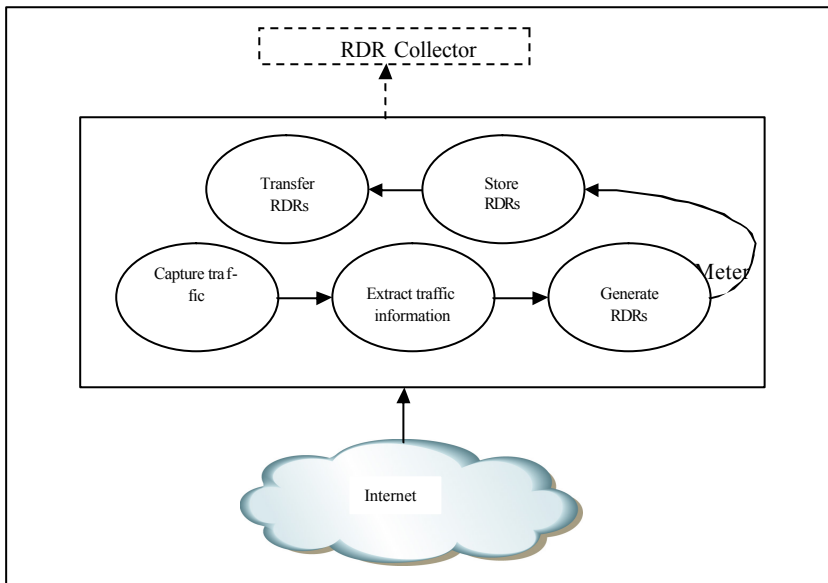 RDR Collector
Transfer
RDRs
Store
RDRs
Meter
Capture traf-
fic
Extract traffic
information
Generate
RDRs
Internet